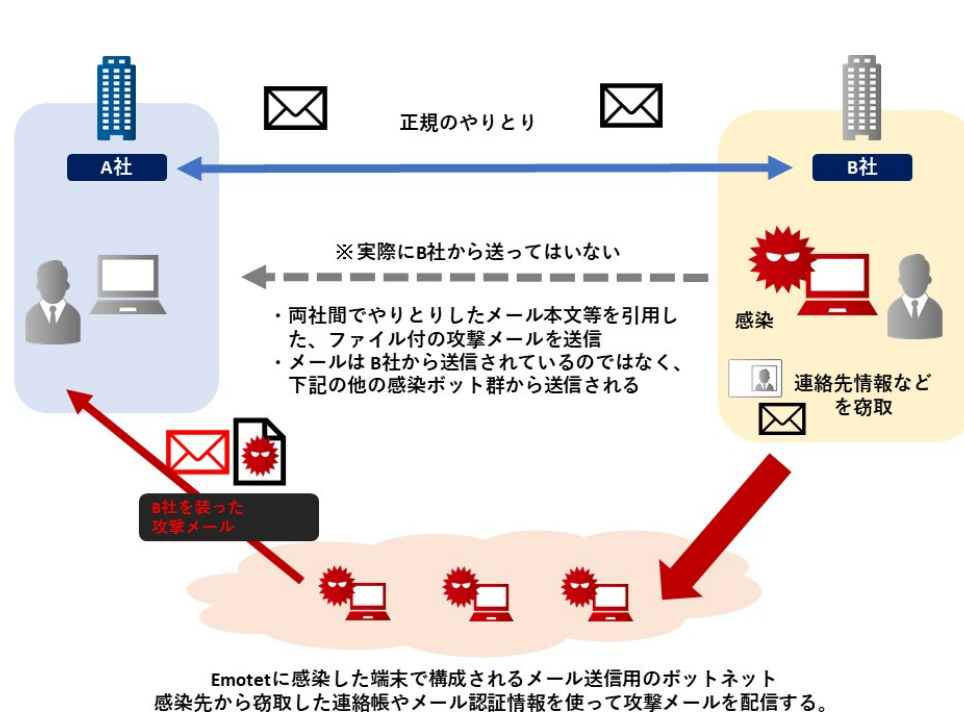 正規のやりとり
A社
B社
※ 実際にB社から送ってはいない
・両社間でやりとりしたメール本文等を引用し
た、ファイル付の攻撃メールを送信
・メールは B社から送信されているのではなく、
下記の他の感染ボット群から送信される
感染
連絡先情報など
を窃取
B社を装った
攻撃メール
Emotetに感染した端末で構成されるメール送信用のボットネット
感染先から窃取した連絡帳やメール認証情報を使って攻撃メールを配信する。